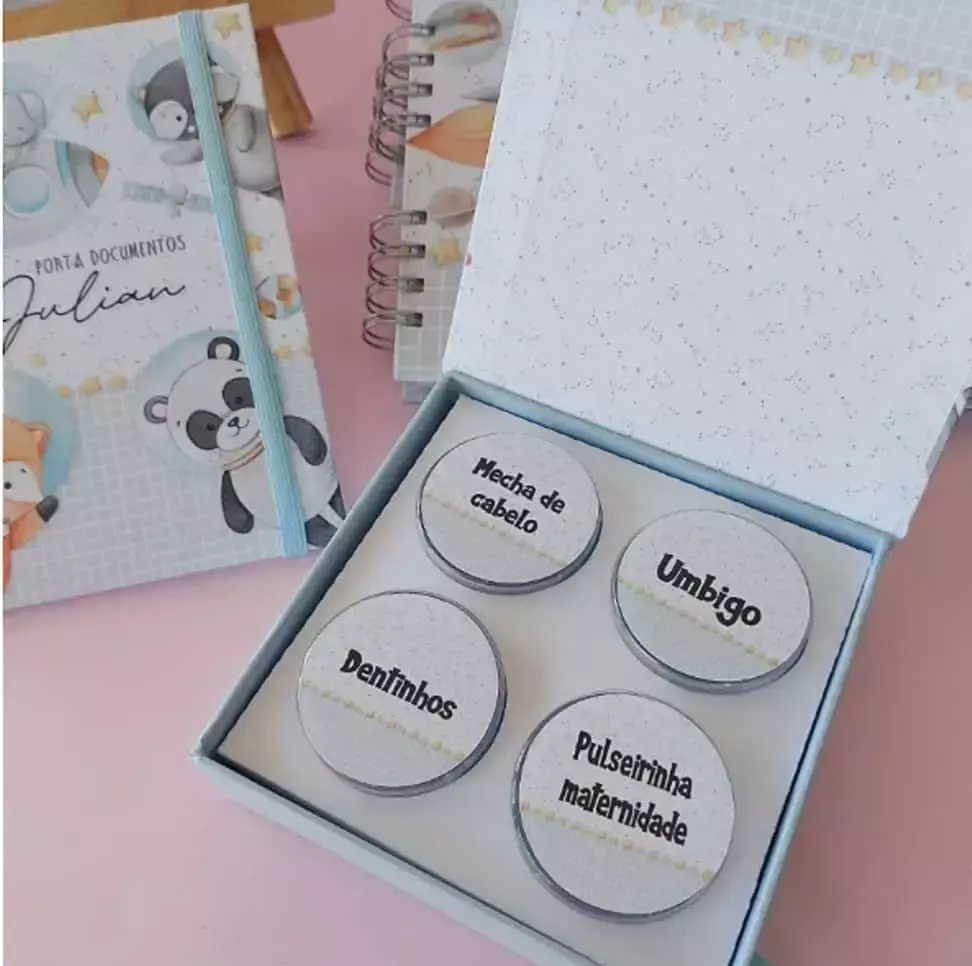 PORTA DOCUMENTOS
Julian
Mecha de
cabelo
Umbigo
Dentinhos
Pulseirinha
maternidade